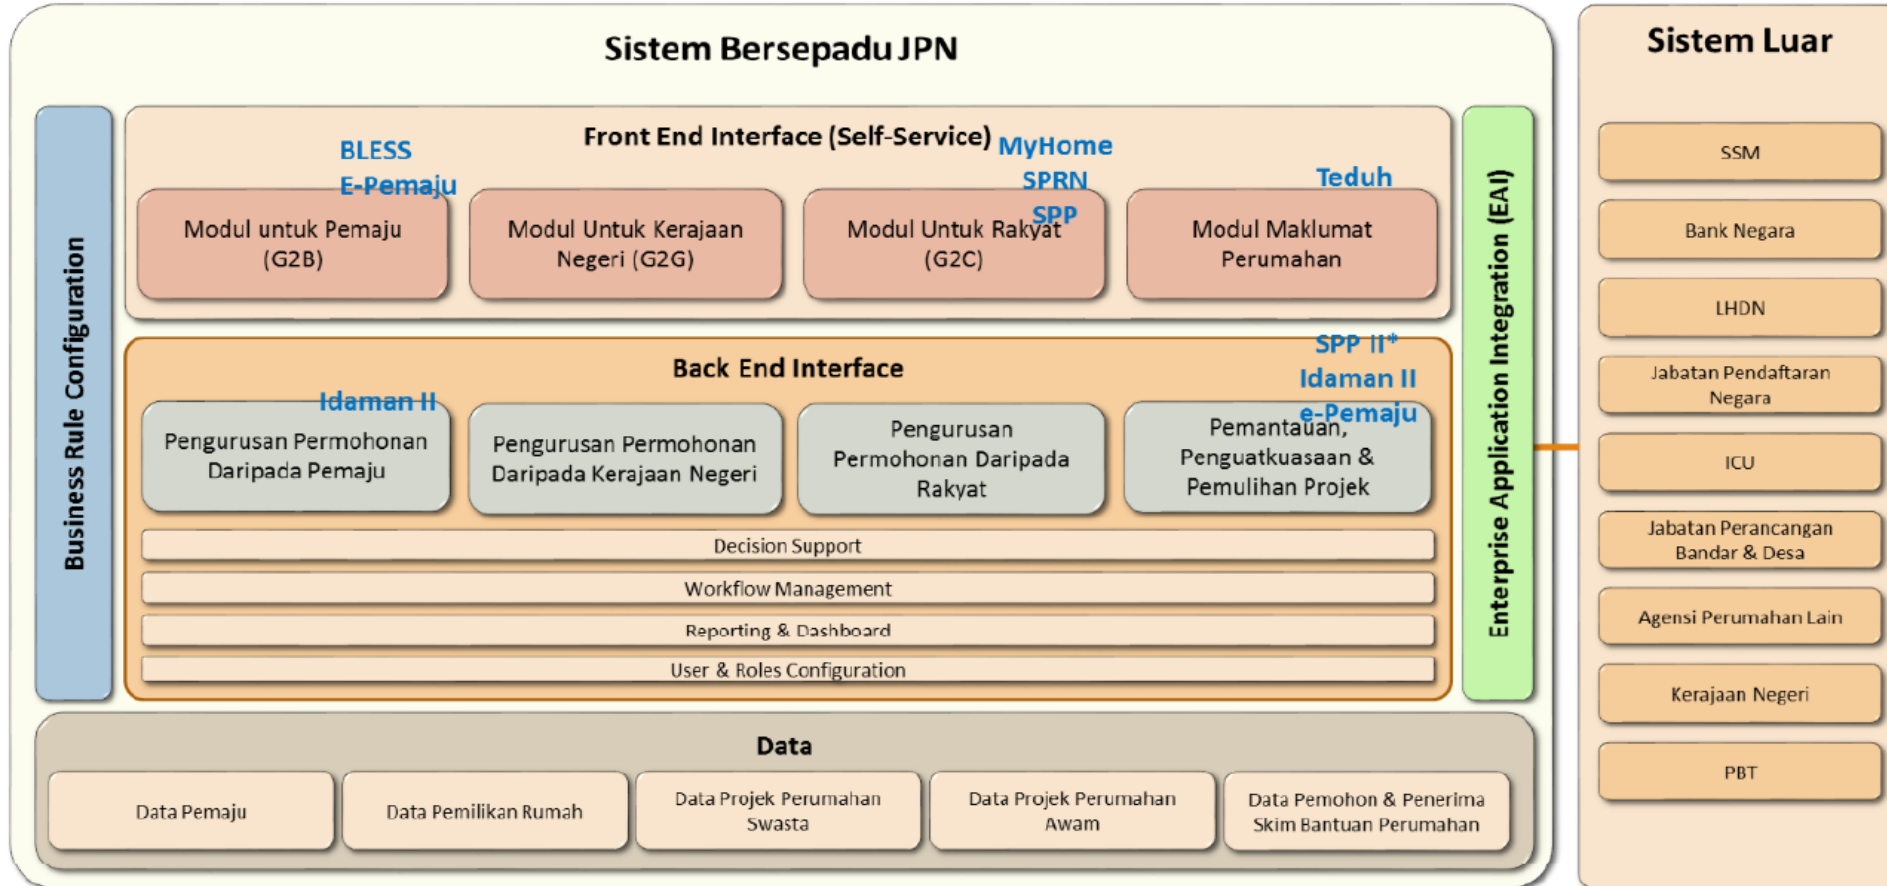 Sistem Bersepadu JPN
Business Rule Configuration
Front End Interface (Self-Service)
BLESS
E-Pemaju
Modul untuk Pemaju
(G2B)
Modul Untuk Kerajaan
Negeri (G2G)
MyHome
SPRN
SPP
Modul Untuk Rakyat
(G2C)
Teduh
Modul Maklumat
Perumahan
Back End Interface
Idaman II
Pengurusan Permohonan
Daripada Pemaju
Pengurusan Permohonan
Daripada Kerajaan Negeri
Pengurusan
Permohonan Daripada
Rakyat
SPP II*
Idaman II
e-Pemaju
Pemantauan,
Penguatkuasaan &
Pemulihan Projek
Decision Support
Workflow Management
Reporting & Dashboard
User & Roles Configuration
Enterprise Application Integration (EAI)
Data
Data Pemaju
Data Pemilikan Rumah
Data Projek Perumahan
Swasta
Data Projek Perumahan
Awam
Data Pemohon & Penerima
Skim Bantuan Perumahan
Sistem Luar
SSM
Bank Negara
LHDN
Jabatan Pendaftaran
Negara
ICU
Jabatan Perancangan
Bandar & Desa
Agensi Perumahan Lain
Kerajaan Negeri
PBT